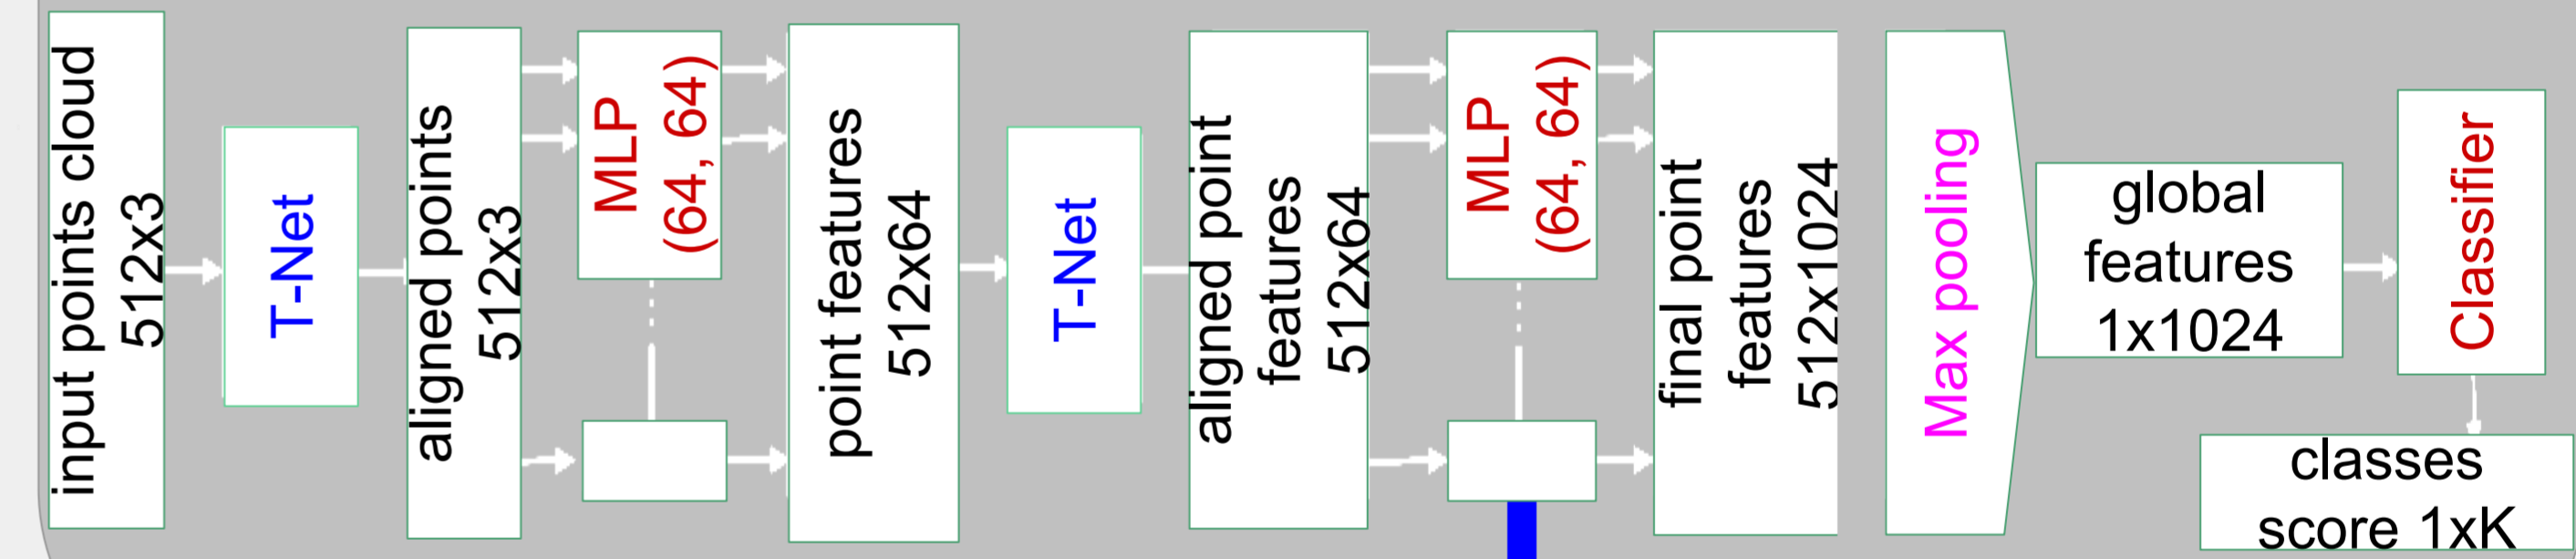 input points cloud
512x3
T-Net
aligned points
512x3
MLP
(64, 64)
point features
512x64
T-Net
aligned point
features
512x64
MLP
(64, 64)
final point
features
512x1024
Max pooling
global
features
1x1024
Classifier
classes
score 1xK